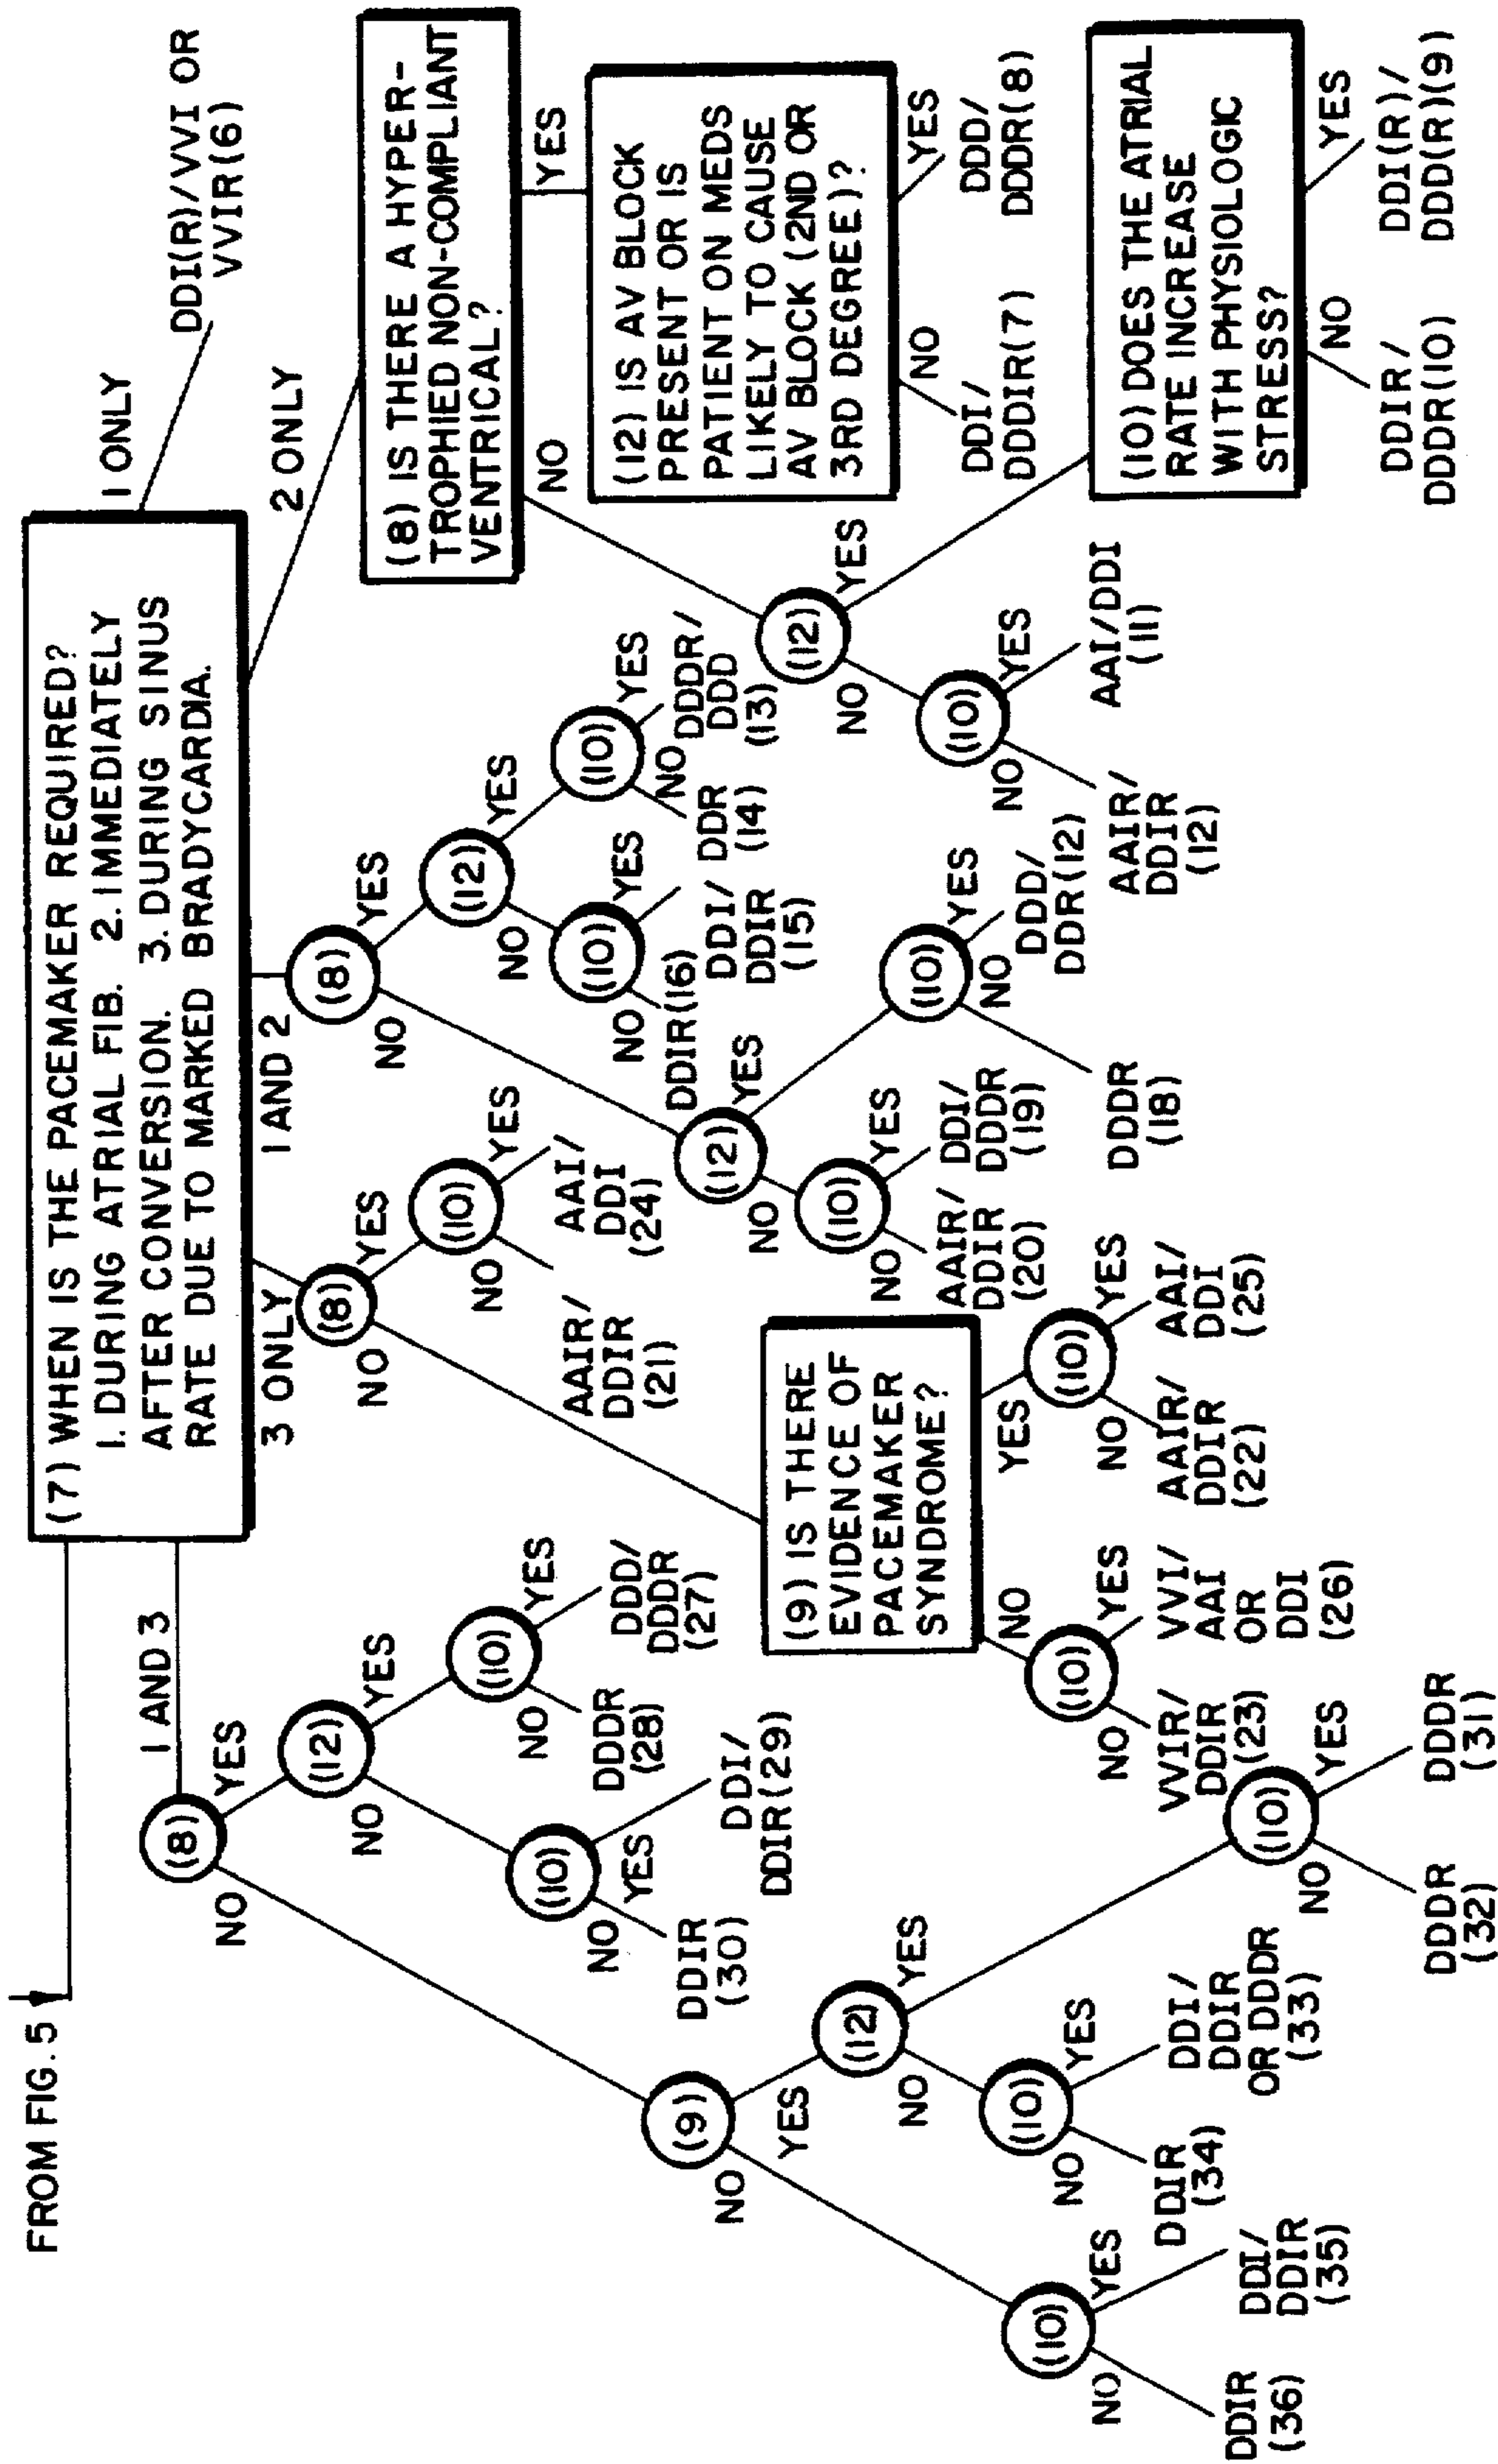 FROM FIG. 5
(7) WHEN IS THE PACEMAKER REQUIRED?
1. DURING ATRIAL FIB. 2. IMMEDIATELY
AFTER CONVERSION. 3. DURING SINUS
RATE DUE TO MARKED BRADYCARDIA.
1 ONLY
DDI(R)/VVI OR
VVIR(6)
2 ONLY
(8) IS THERE A HYPER-
TROPHIED NON-COMPLIANT
VENTRICAL?
YES
(12) IS AV BLOCK
PRESENT OR IS
PATIENT ON MEDS
LIKELY TO CAUSE
AV BLOCK (2ND OR
3RD DEGREE)?
YES
DDD/
DDDR(8)
NO
DDI/
DDDIR(7)
NO
(12)
YES
(10) DOES THE ATRIAL
RATE INCREASE
WITH PHYSIOLOGIC
STRESS?
YES
DDI(R)/
DDD(R)(9)
NO
DDIR/
DDDR(10)
NO
(10)
YES
AAI/DDI
(11)
NO
AAIR/
DDIR
(12)
1 AND 2
(8)
YES
(12)
YES
(10)
YES
DDDR/
DDD
(13)
NO
DDR
(14)
NO
(10)
YES
DDI/
DDIR
(15)
NO
DDIR(16)
NO
(12)
YES
(10)
YES
DDD/
DDR(12)
NO
DDDR
(18)
NO
(10)
YES
DDI/
DDDR
(19)
NO
AAIR/
DDIR
(20)
3 ONLY
(8)
YES
(10)
YES
AAI/
DDI
(24)
NO
AAIR/
DDIR
(21)
NO
(9) IS THERE
EVIDENCE OF
PACEMAKER
SYNDROME?
YES
(10)
YES
AAI/
DDI
(25)
NO
AAIR/
DDIR
(22)
NO
(10)
YES
VVI/
AAI
OR
DDI
(26)
NO
VVIR/
DDIR
(23)
1 AND 3
(8)
YES
(12)
YES
(10)
YES
DDD/
DDDR
(27)
NO
DDDR
(28)
NO
(10)
YES
DDI/
DDIR(29)
NO
DDIR
(30)
NO
(9)
YES
(12)
YES
(10)
YES
DDDR
(31)
NO
DDDR
(32)
NO
(10)
YES
DDI/
DDIR
OR DDDR
(33)
NO
DDIR
(34)
NO
(10)
YES
DDI/
DDIR
(35)
NO
DDIR
(36)